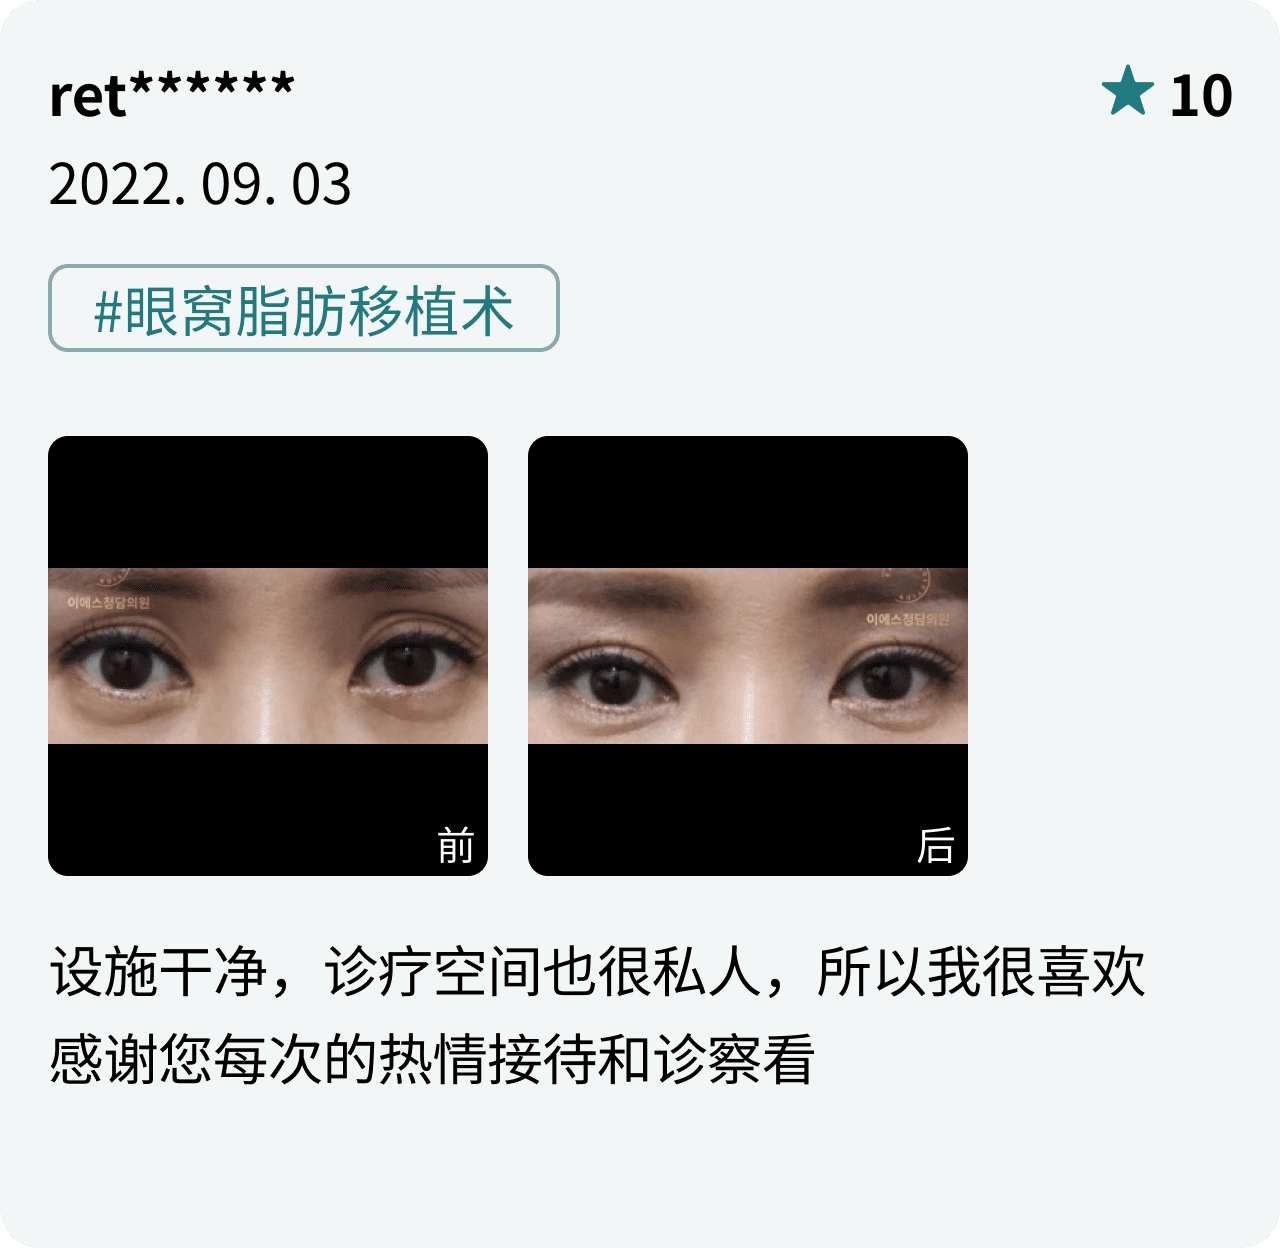 ret******
★ 10
2022. 09. 03
#眼窝脂肪移植术
이에스청담의원
이에스청담의원
前
后
设施干净，诊疗空间也很私人，所以我很喜欢
感谢您每次的热情接待和诊察看